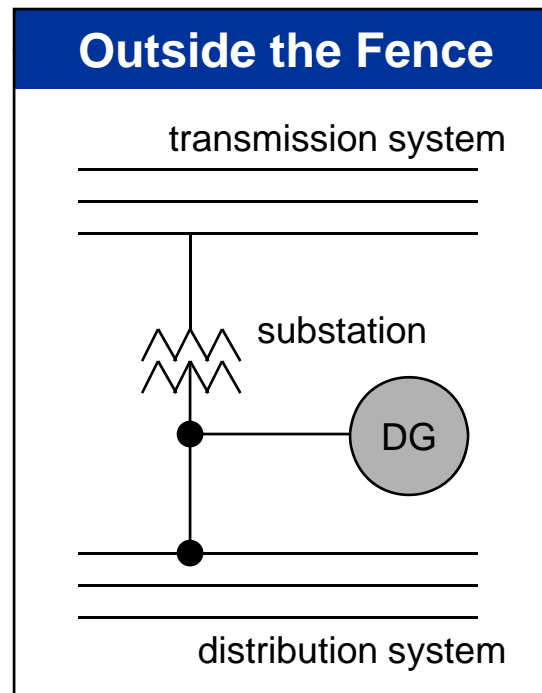 Outside the Fence
transmission system
substation
DG
distribution system